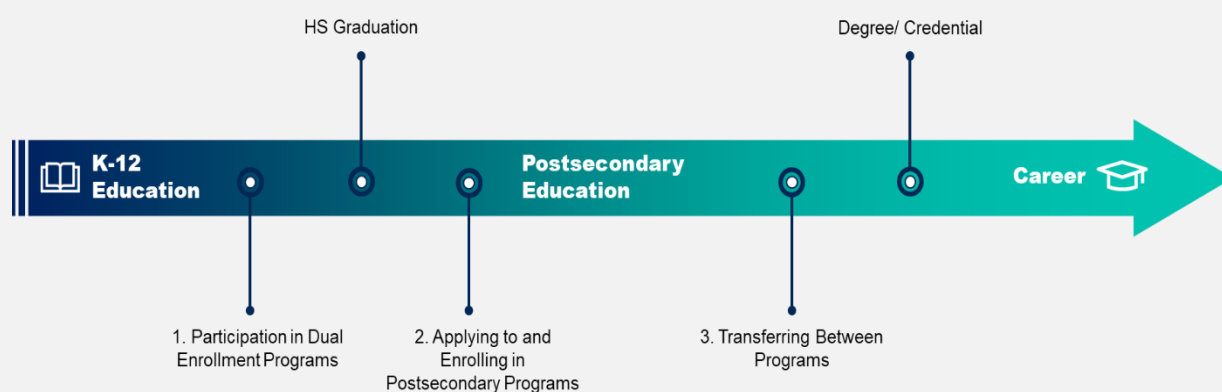 HS Graduation
Degree/ Credential
K-12
Education
Postsecondary
Education
Career
1. Participation in Dual
Enrollment Programs
2. Applying to and
Enrolling in
Postsecondary Programs
3. Transferring Between
Programs